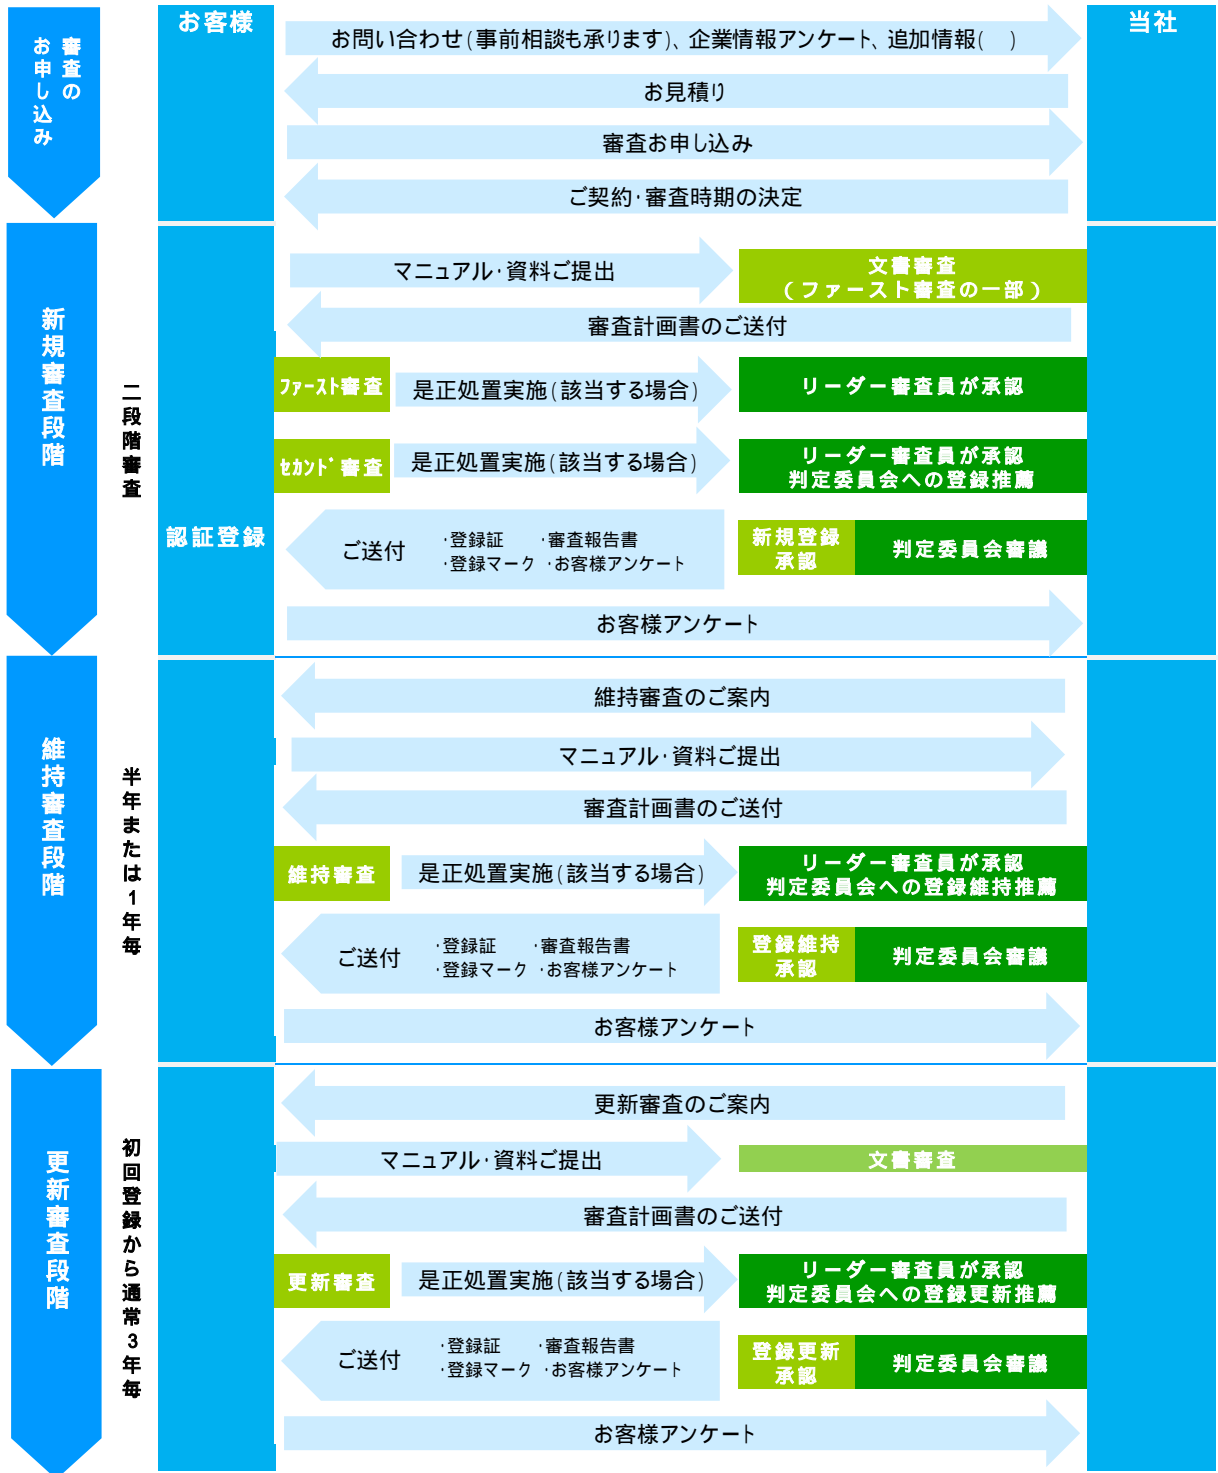 お客様
当社
審査の
お申し込み
お問い合わせ(事前相談も承ります)、企業情報アンケート、追加情報(　)
お見積り
審査お申し込み
ご契約・審査時期の決定
新規審査段階
二段階審査
マニュアル・資料ご提出
文書審査
(ファースト審査の一部)
審査計画書のご送付
ﾌｧｰｽﾄ審査
是正処置実施(該当する場合)
リーダー審査員が承認
ｾｶﾝﾄﾞ審査
是正処置実施(該当する場合)
リーダー審査員が承認
判定委員会への登録推薦
認証登録
ご送付
・登録証 ・審査報告書
・登録マーク ・お客様アンケート
新規登録
承認
判定委員会審議
お客様アンケート
維持審査段階
半年または1年毎
維持審査のご案内
マニュアル・資料ご提出
審査計画書のご送付
維持審査
是正処置実施(該当する場合)
リーダー審査員が承認
判定委員会への登録維持推薦
ご送付
・登録証 ・審査報告書
・登録マーク ・お客様アンケート
登録維持
承認
判定委員会審議
お客様アンケート
更新審査段階
初回登録から通常3年毎
更新審査のご案内
マニュアル・資料ご提出
文書審査
審査計画書のご送付
更新審査
是正処置実施(該当する場合)
リーダー審査員が承認
判定委員会への登録更新推薦
ご送付
・登録証 ・審査報告書
・登録マーク ・お客様アンケート
登録更新
承認
判定委員会審議
お客様アンケート